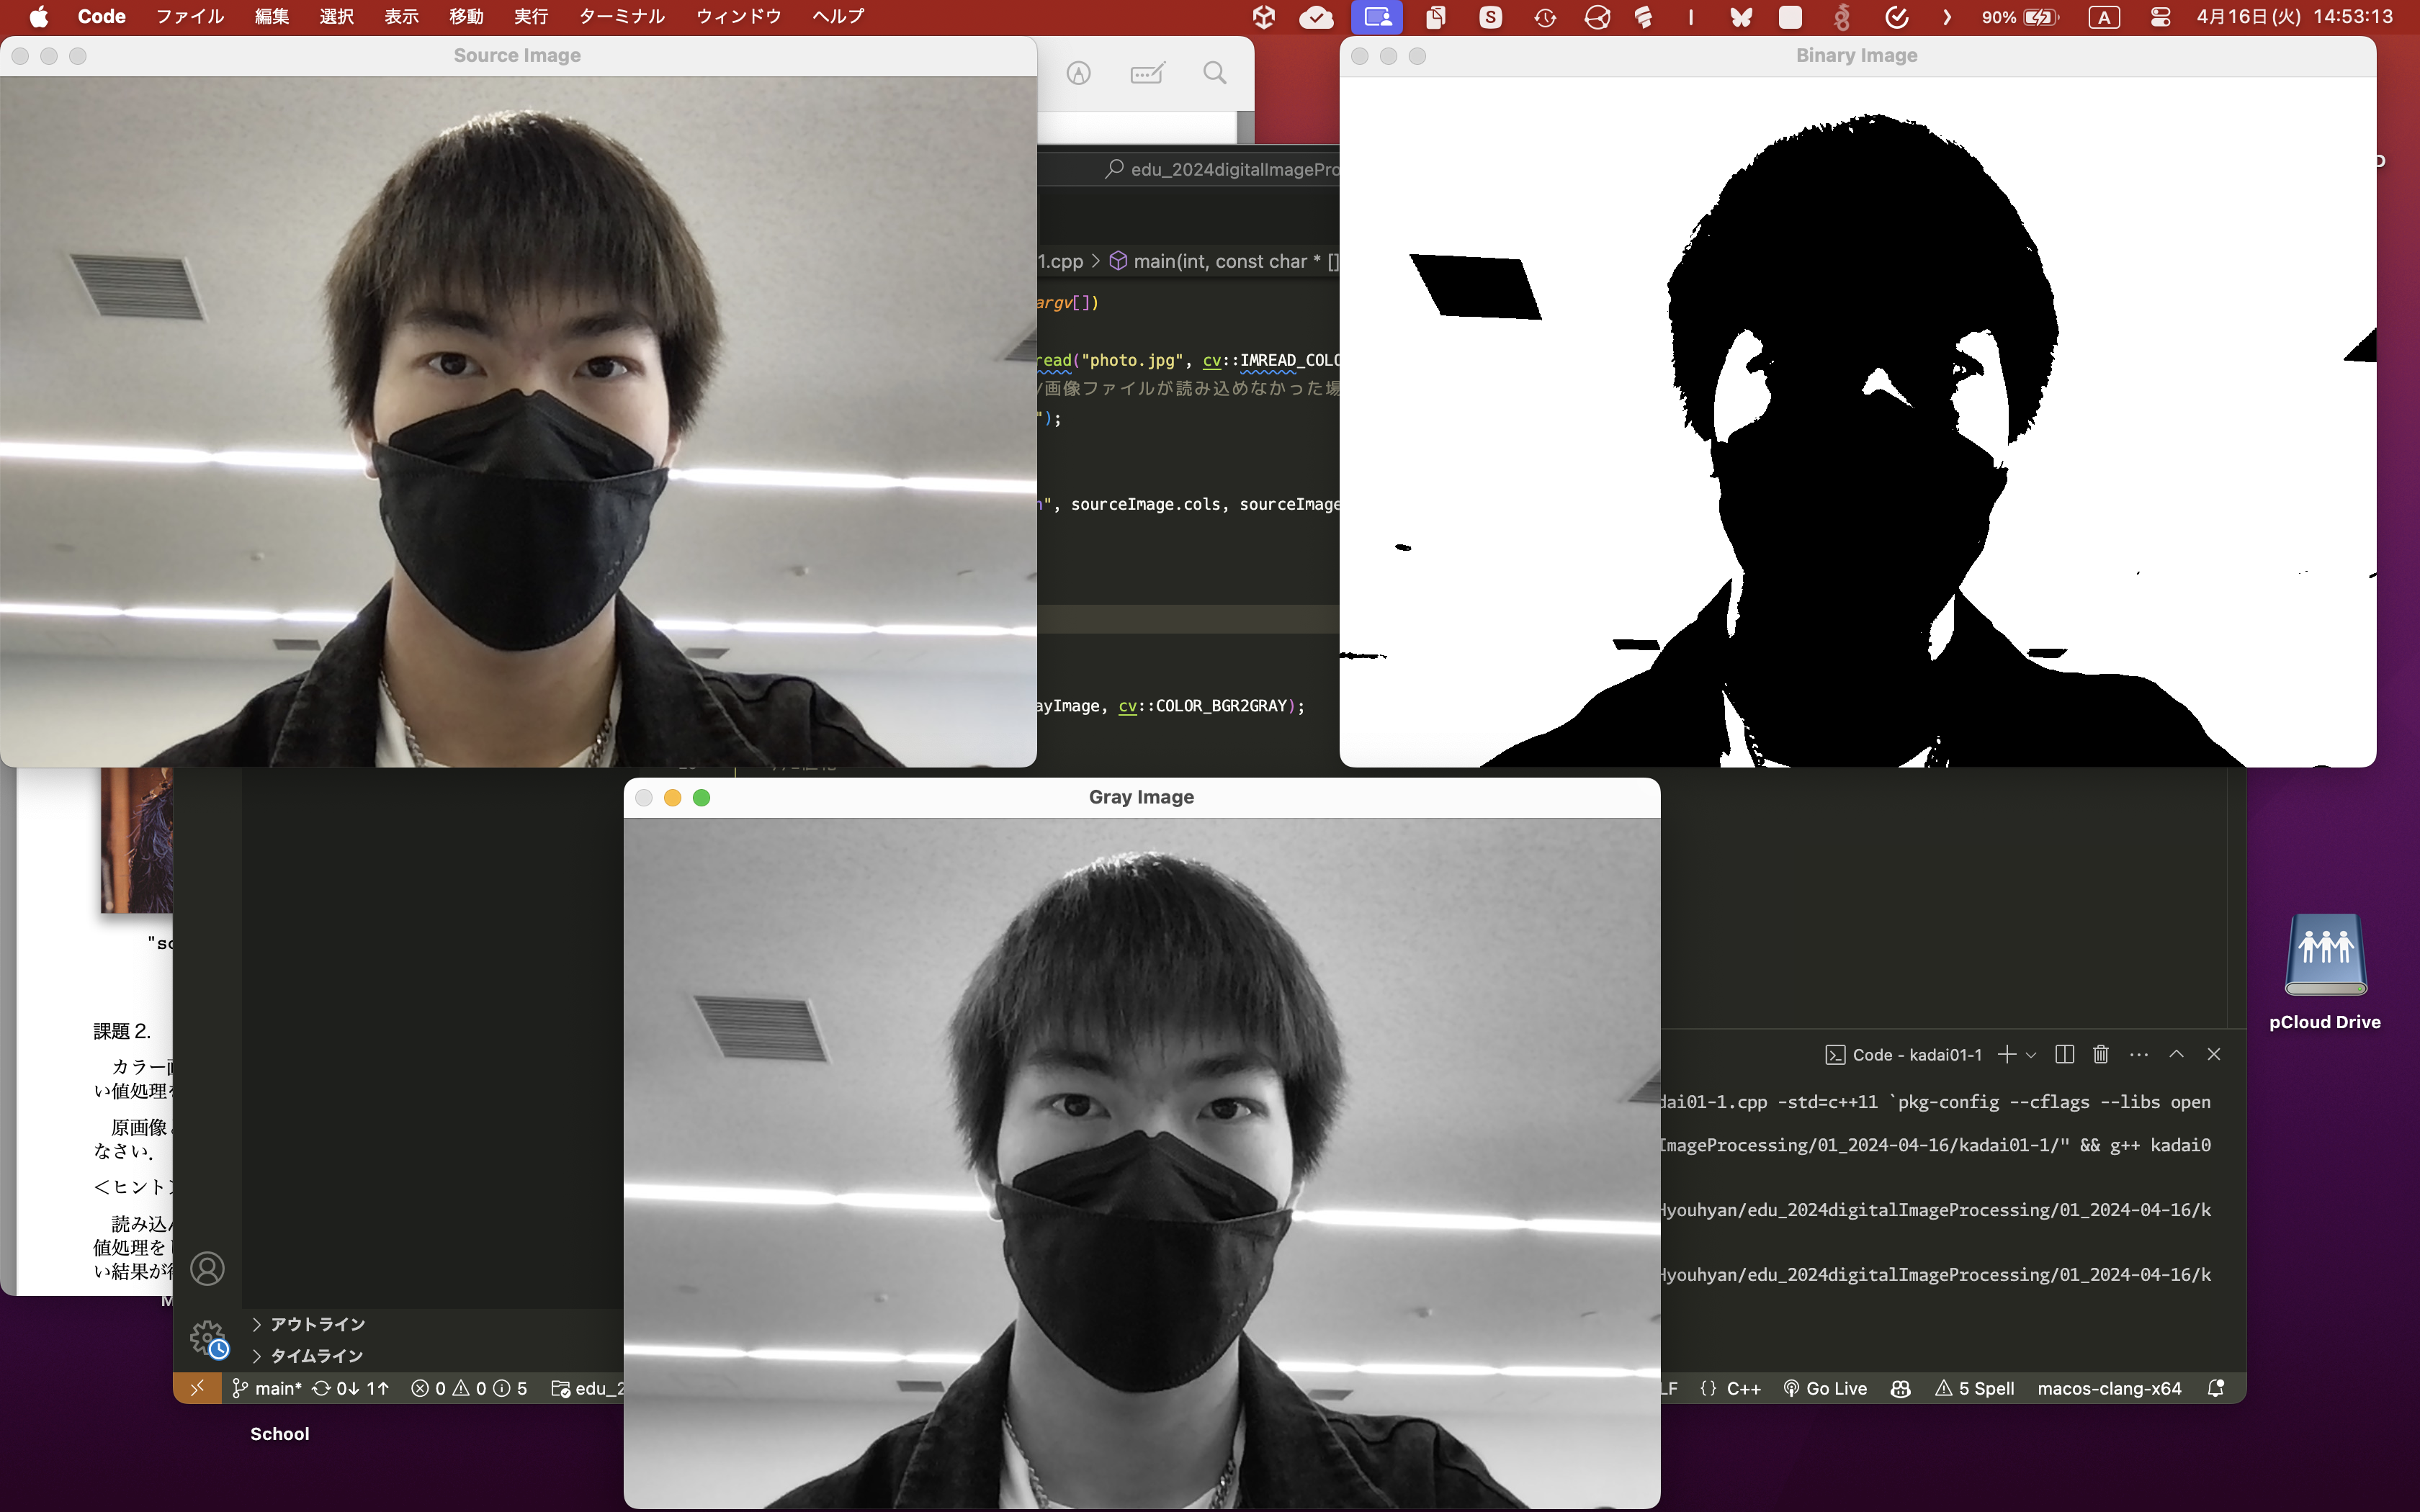 Code ファイル 編集 選択 表示 移動 実行 ターミナル ウィンドウ ヘルプ
90% A 4月16日(火) 14:53:13
Source Image
Binary Image
edu_2024digitalImagePro
1.cpp > main(int, const char * []
argv[])
read("photo.jpg", cv::IMREAD_COLO
/画像ファイルが読み込めなかった場
");
", sourceImage.cols, sourceImage
ayImage, cv::COLOR_BGR2GRAY);
Gray Image
"so
課題 2.
カラー画
い値処理を
原画像
なさい.
<ヒント>
読み込ん
値処理をし
い結果が得
pCloud Drive
Code - kadai01-1
dai01-1.cpp -std=c++11 `pkg-config --cflags --libs open
ImageProcessing/01_2024-04-16/kadai01-1/" && g++ kadai0
Hyouhyan/edu_2024digitalImageProcessing/01_2024-04-16/k
Hyouhyan/edu_2024digitalImageProcessing/01_2024-04-16/k
アウトライン
タイムライン
main* 0↓ 1↑ 0 0 5 edu_2
LF {} C++ Go Live 5 Spell macos-clang-x64
School